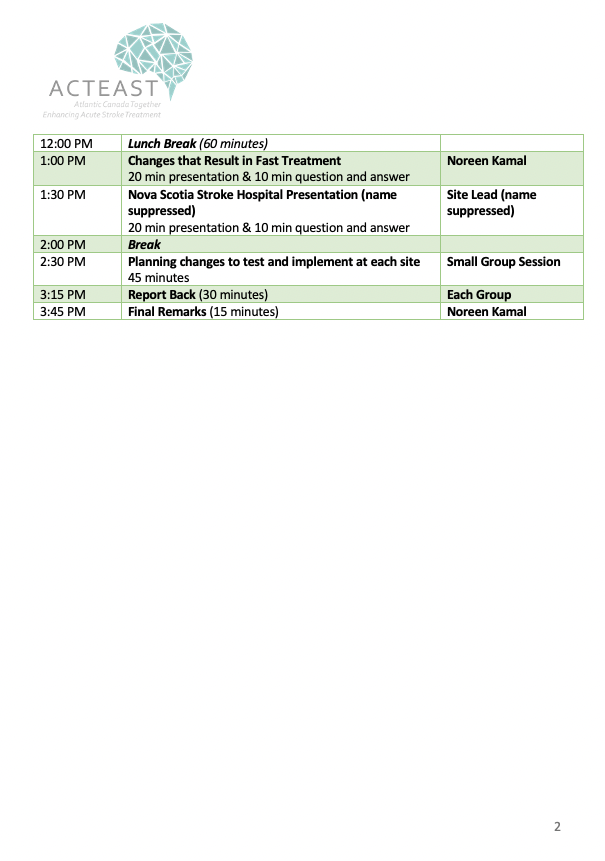 ACTEAST
Atlantic Canada Together
Enhancing Acute Stroke Treatment
12:00 PM Lunch Break (60 minutes)
1:00 PM Changes that Result in Fast Treatment Noreen Kamal
20 min presentation & 10 min question and answer
1:30 PM Nova Scotia Stroke Hospital Presentation (name Site Lead (name
suppressed) suppressed)
20 min presentation & 10 min question and answer
2:00 PM Break
2:30 PM Planning changes to test and implement at each site Small Group Session
45 minutes
3:15 PM Report Back (30 minutes) Each Group
3:45 PM Final Remarks (15 minutes) Noreen Kamal
2